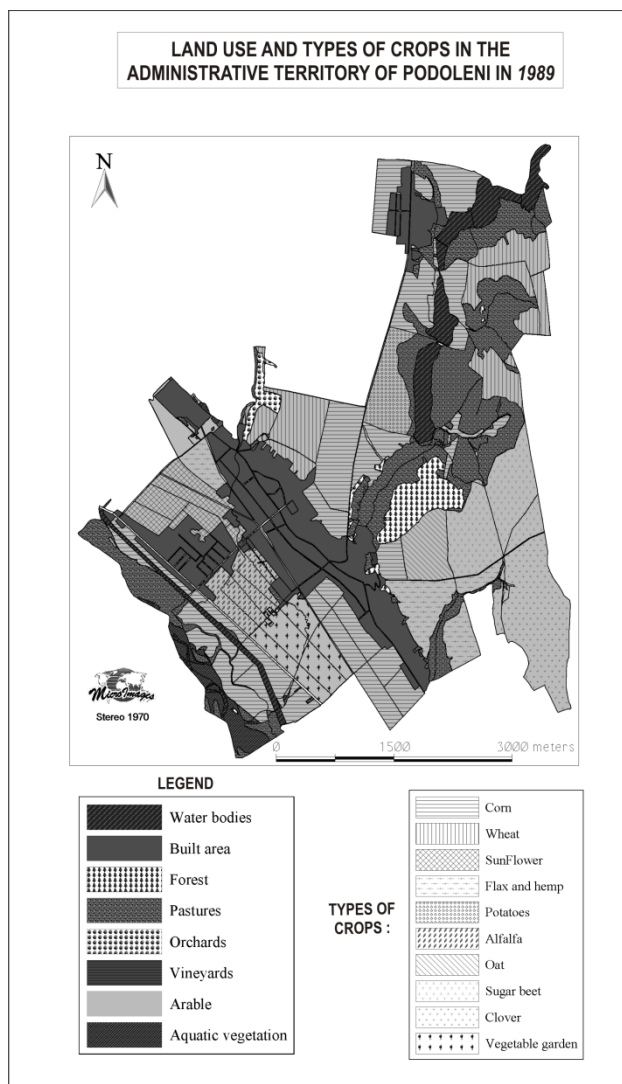 LAND USE AND TYPES OF CROPS IN THE
ADMINISTRATIVE TERRITORY OF PODOLENI IN 1989
N
MicroImages
Stereo 1970
0 1500 3000 meters
LEGEND
Water bodies
Built area
Forest
Pastures
Orchards
Vineyards
Arable
Aquatic vegetation
TYPES OF
CROPS :
Corn
Wheat
SunFlower
Flax and hemp
Potatoes
Alfalfa
Oat
Sugar beet
Clover
Vegetable garden